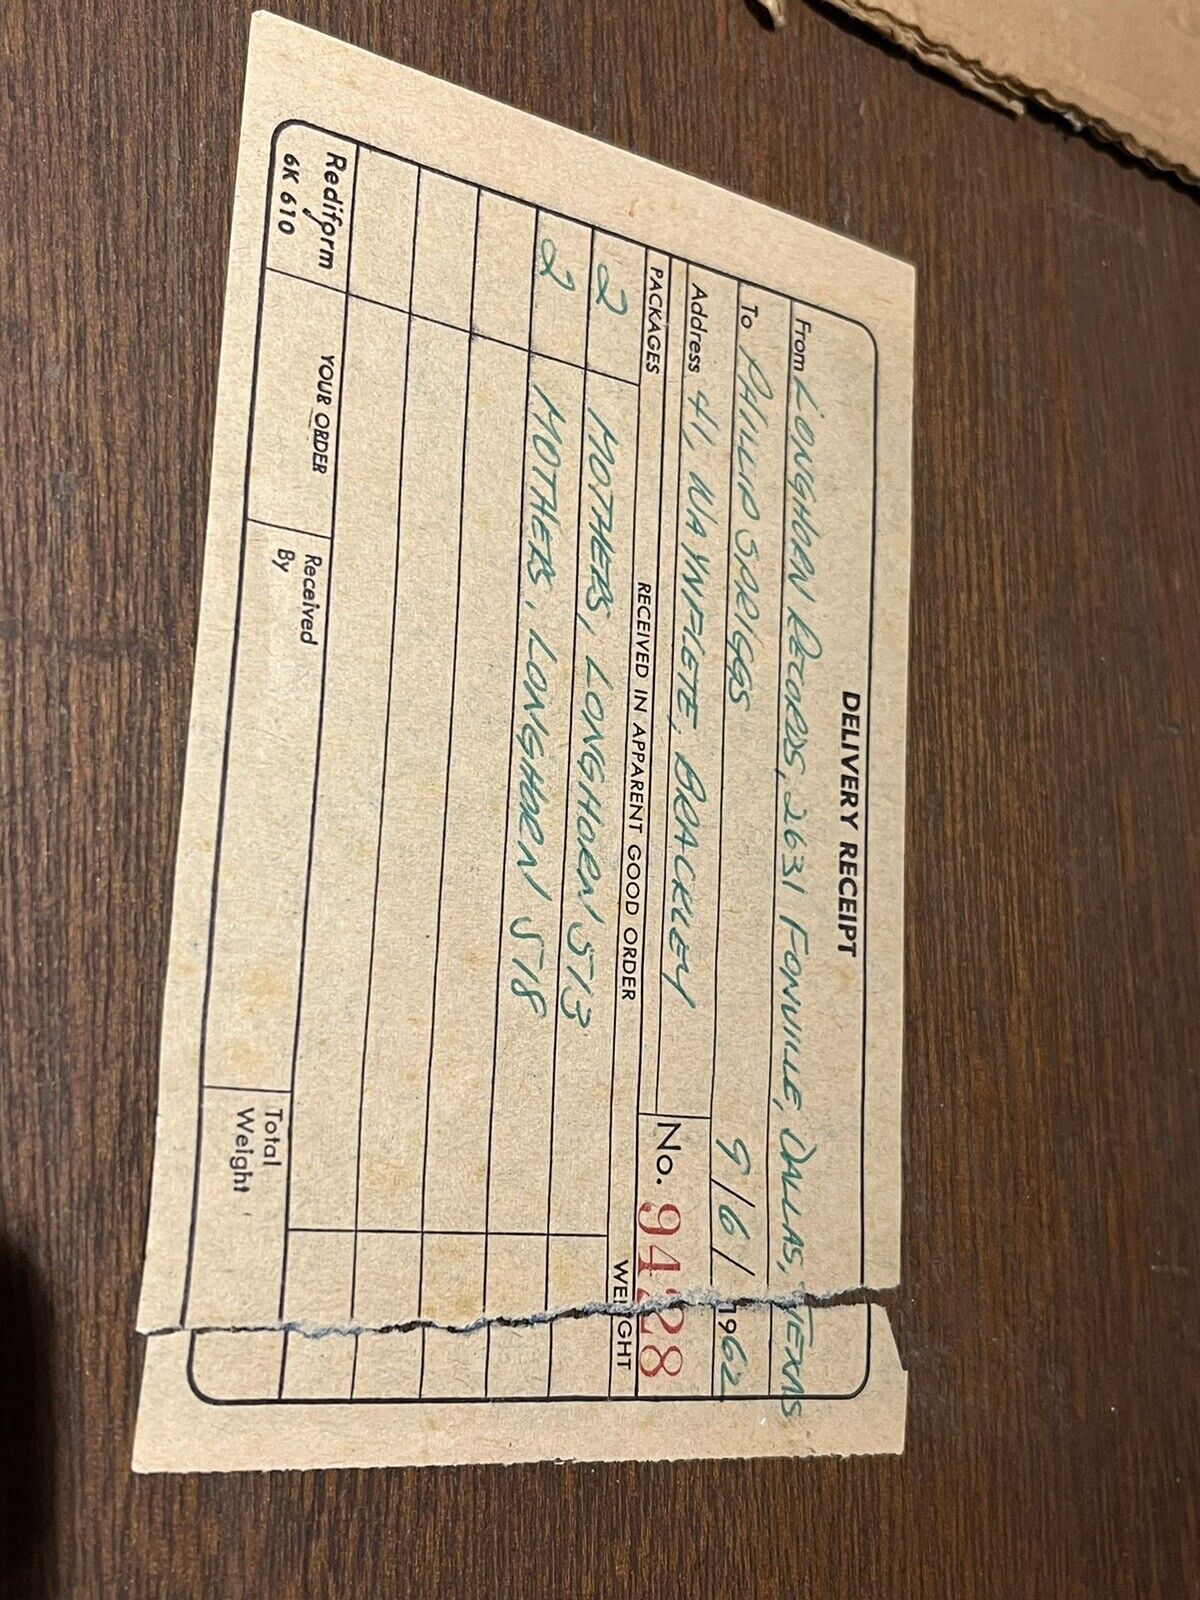 DELIVERY RECEIPT
From LONGHORN RECORDS, 2631 FONVILLE, DALLAS, TEXAS
To PHILLIP SPRIGGS 9/6/1962
Address 41, WAYNFLETE, BRACKLEY
No. 9428
PACKAGES RECEIVED IN APPARENT GOOD ORDER WEIGHT
2 MOTHERS, LONGHORN 513
2 MOTHERS, LONGHORN 518
Rediform
6K 610
YOUR ORDER
Received
By
Total
Weight